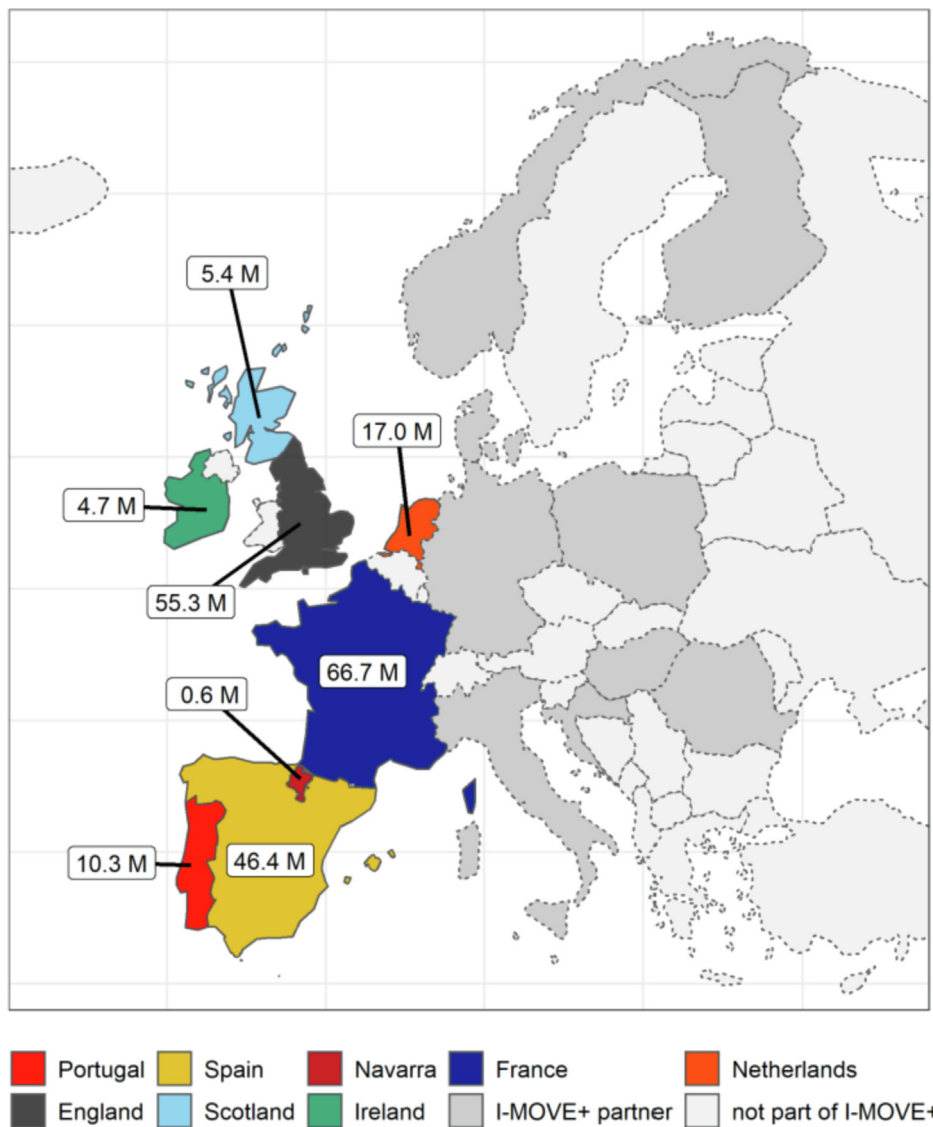 5.4 M
17.0 M
4.7 M
55.3 M
66.7 M
0.6 M
10.3 M
46.4 M
Portugal Spain Navarra France Netherlands
England Scotland Ireland I-MOVE+ partner not part of I-MOVE+